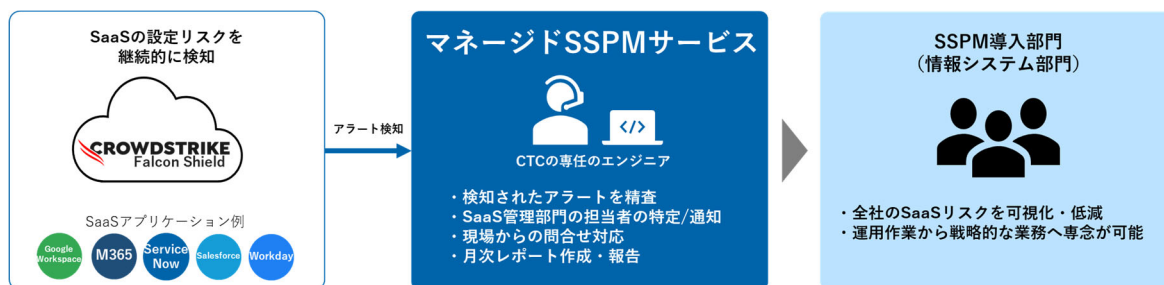 SaaSの設定リスクを
継続的に検知
CROWDSTRIKE
Falcon Shield
SaaSアプリケーション例
Google
Workspace
M365
Service
Now
Salesforce
Workday
アラート検知
マネージドSSPMサービス
</>
CTCの専任のエンジニア
・検知されたアラートを精査
・SaaS管理部門の担当者の特定/通知
・現場からの問合せ対応
・月次レポート作成・報告
SSPM導入部門
（情報システム部門）
・全社のSaaSリスクを可視化・低減
・運用作業から戦略的な業務へ専念が可能